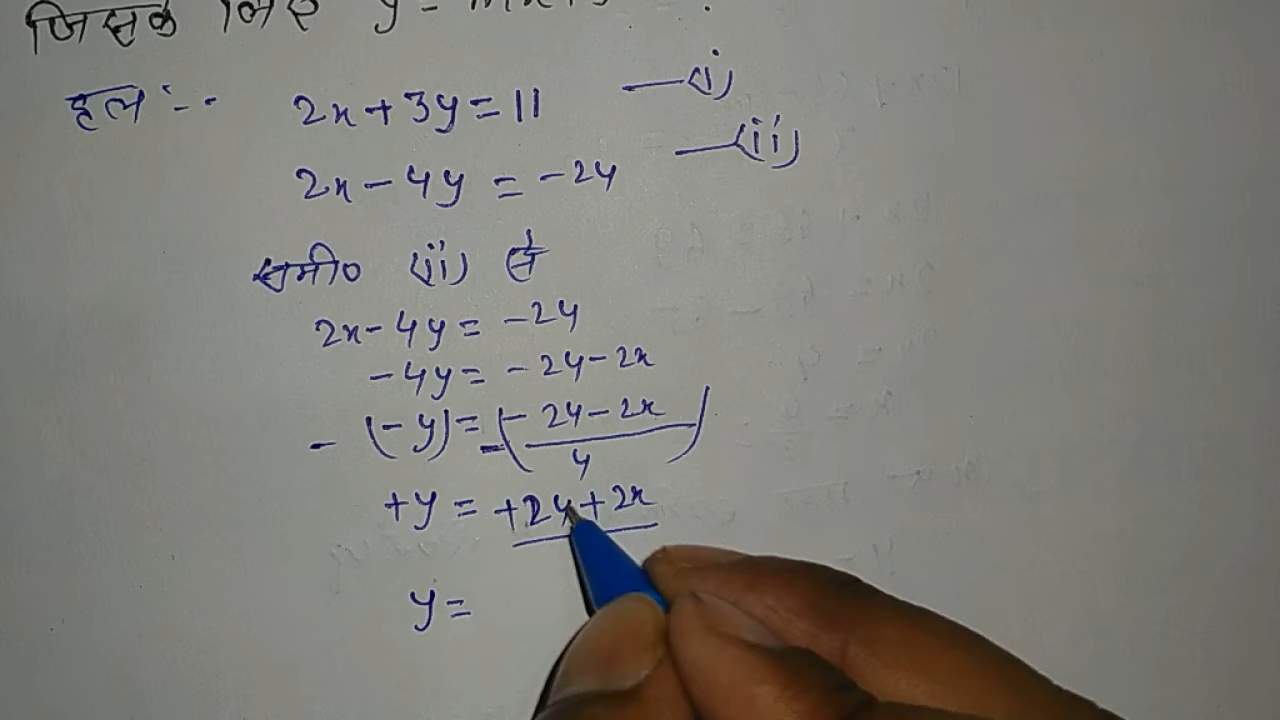 जिसके लिए y =
हल :-
2x + 3y = 11 —(i)
2x - 4y = -24 —(ii)
समी० (ii) से
2x - 4y = -24
-4y = -24 - 2x
-(-y) = -(-24 - 2x / 4)
+y = +24 + 2x
y =